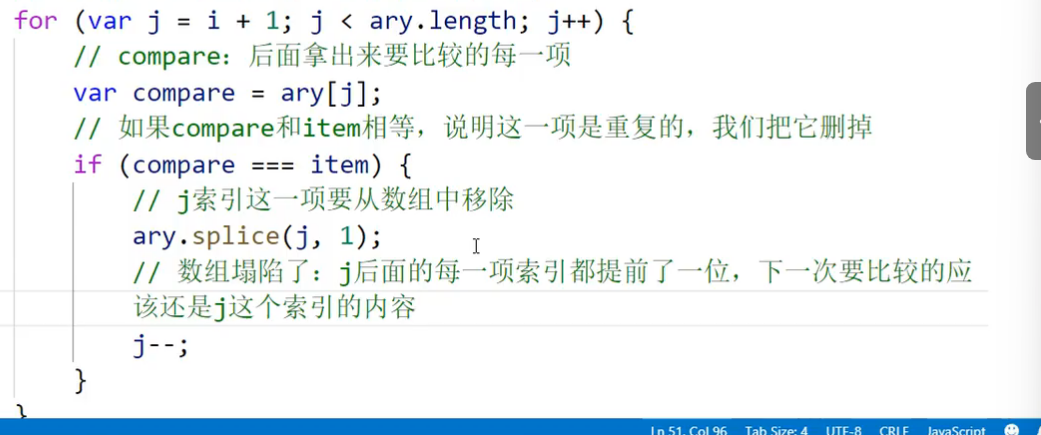 for (var j = i + 1; j < ary.length; j++) {
// compare：后面拿出来要比较的每一项
var compare = ary[j];
// 如果compare和item相等，说明这一项是重复的，我们把它删掉
if (compare === item) {
// j索引这一项要从数组中移除
ary.splice(j, 1);
// 数组塌陷了：j后面的每一项索引都提前了一位，下一次要比较的应
该还是j这个索引的内容
j--;
}
}
Ln 51, Col 96 Tab Size: 4 UTF-8 CRLF JavaScript